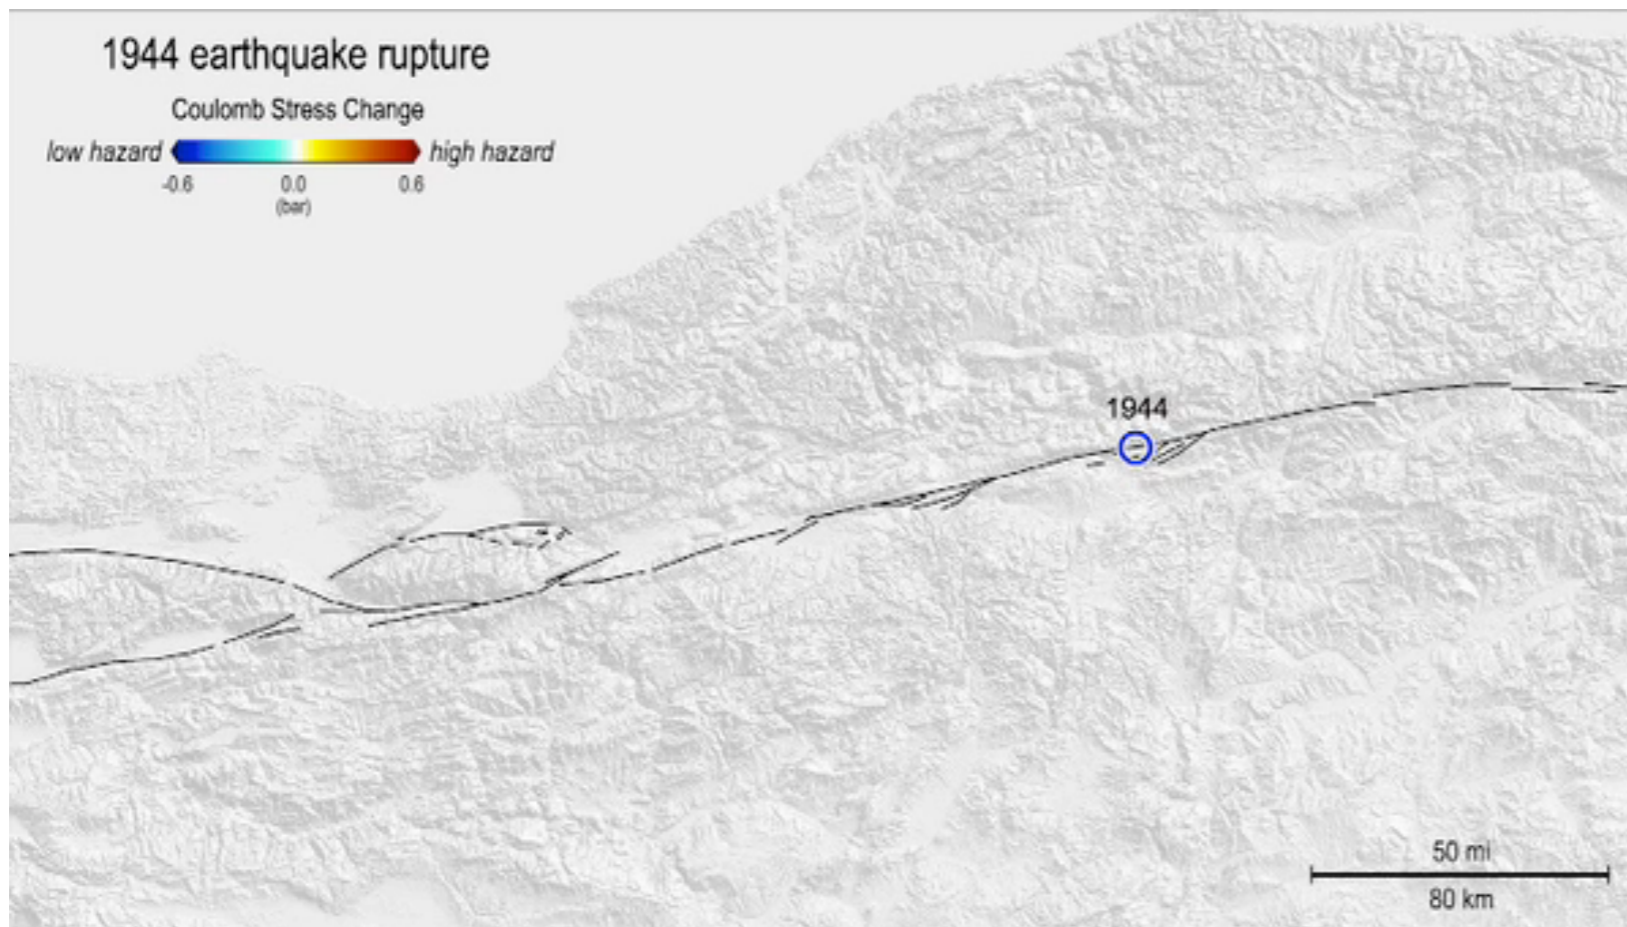 1944 earthquake rupture
Coulomb Stress Change
low hazard high hazard
-0.6 0.0 0.6
(bar)
1944
50 mi
80 km